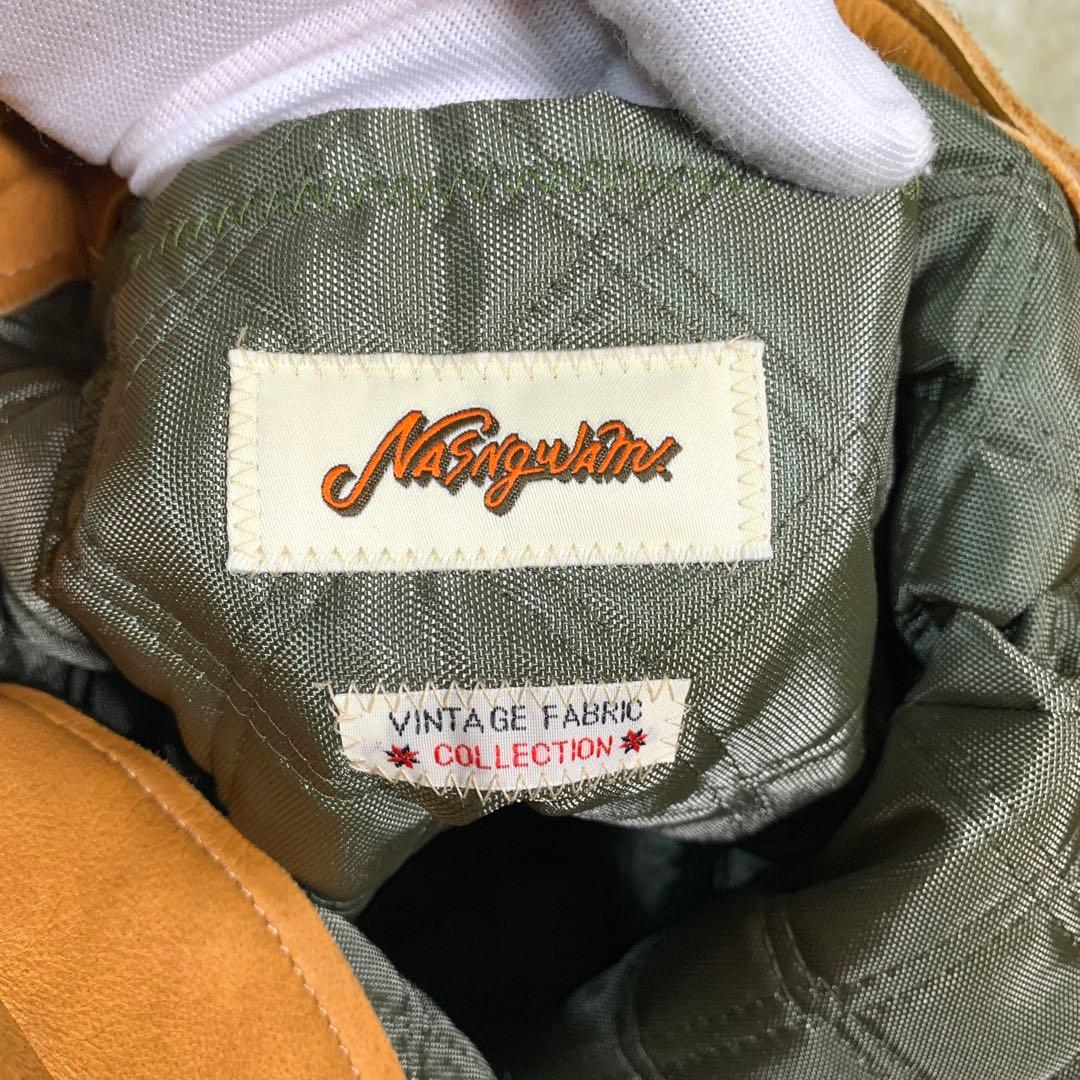 NASNGWAM.
VINTAGE FABRIC
✷ COLLECTION ✷